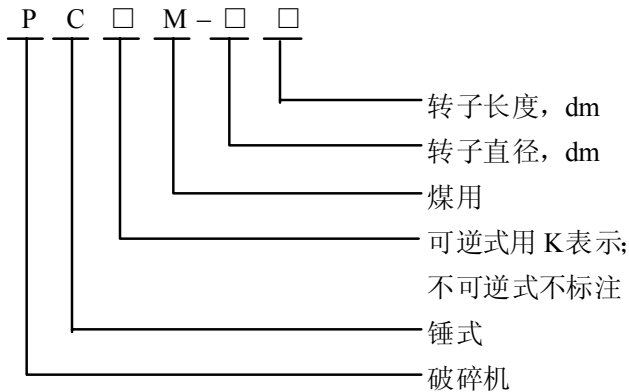 P C □ M – □ □
转子长度，dm
转子直径，dm
煤用
可逆式用 K表示;
不可逆式不标注
锤式
破碎机